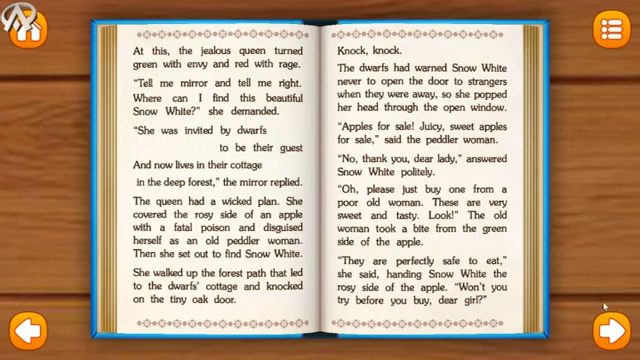 At this, the jealous queen turned
green with envy and red with rage.
"Tell me mirror and tell me right.
Where can I find this beautiful
Snow White?" she demanded.
"She was invited by dwarfs
to be their guest
And now lives in their cottage
in the deep forest," the mirror replied.
The queen had a wicked plan. She
covered the rosy side of an apple
with a fatal poison and disguised
herself as an old peddler woman.
Then she set out to find Snow White.
She walked up the forest path that led
to the dwarfs' cottage and knocked
on the tiny oak door.
Knock, knock.
The dwarfs had warned Snow White
never to open the door to strangers
when they were away, so she popped
her head through the open window.
"Apples for sale! Juicy, sweet apples
for sale," said the peddler woman.
"No, thank you, dear lady," answered
Snow White politely.
"Oh, please just buy one from a
poor old woman. These are very
sweet and tasty. Look!" The old
woman took a bite from the green
side of the apple.
"They are perfectly safe to eat,"
she said, handing Snow White the
rosy side of the apple. "Won't you
try before you buy, dear girl?"